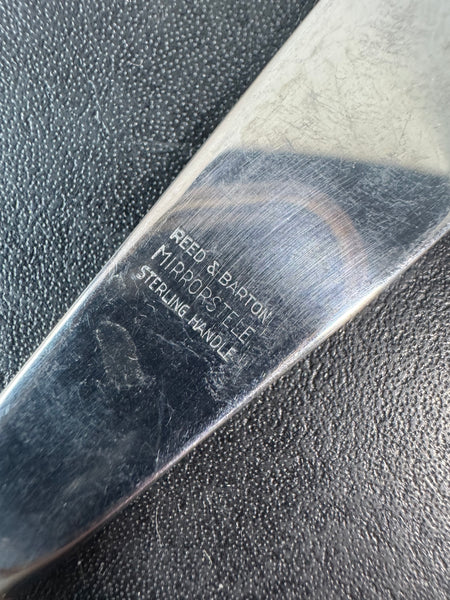 REED & BARTON
MIRRORSTELE
STERLING HANDLE